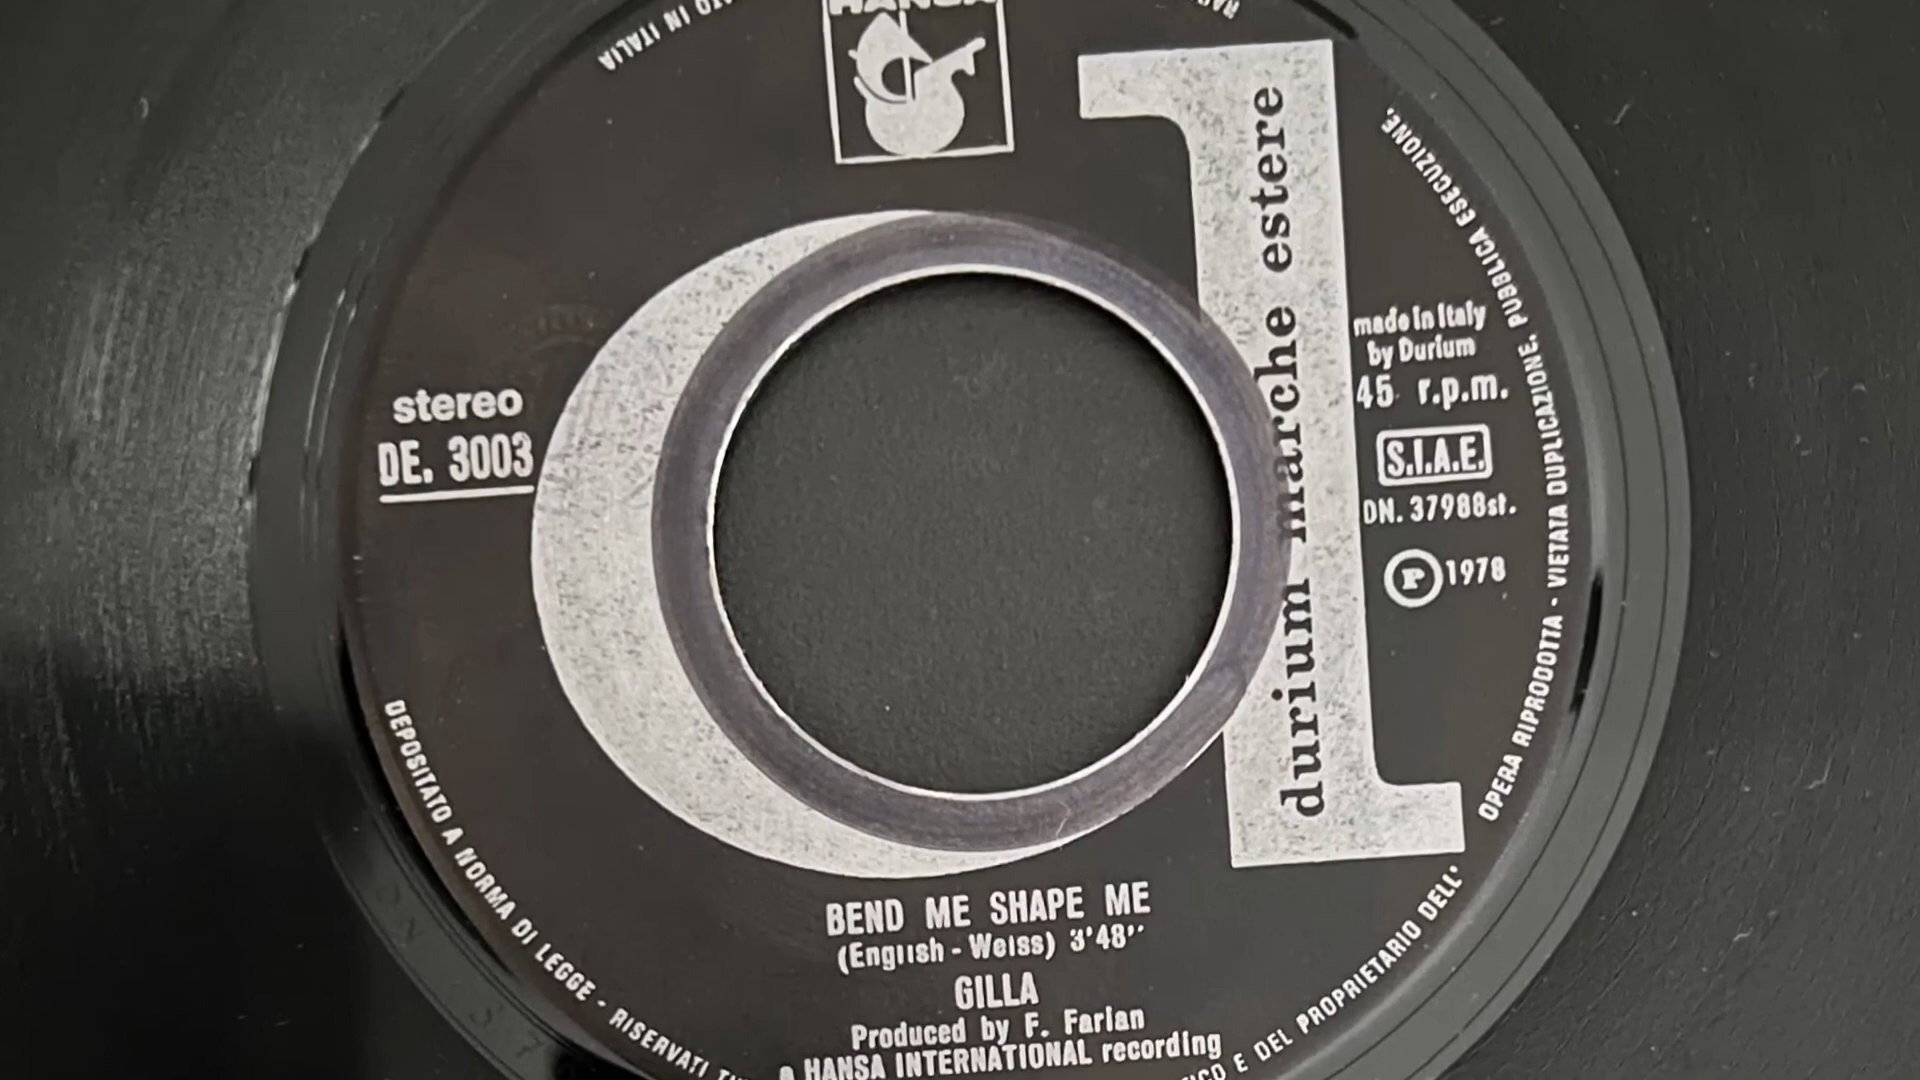 HANSA
durium marche estere
stereo
DE. 3003
made in Italy
by Durium
45 r.p.m.
S.I.A.E.
DN. 37988st.
P 1978
BEND ME SHAPE ME
(English - Weiss) 3'48''
GILLA
Produced by F. Farian
HANSA INTERNATIONAL recording
IN ITALIA
DEPOSITATO A NORMA DI LEGGE - RISERVATI
E DEL PROPRIETARIO DELL'
OPERA RIPRODOTTA - VIETATA DUPLICAZIONE, PUBBLICA ESECUZIONE,